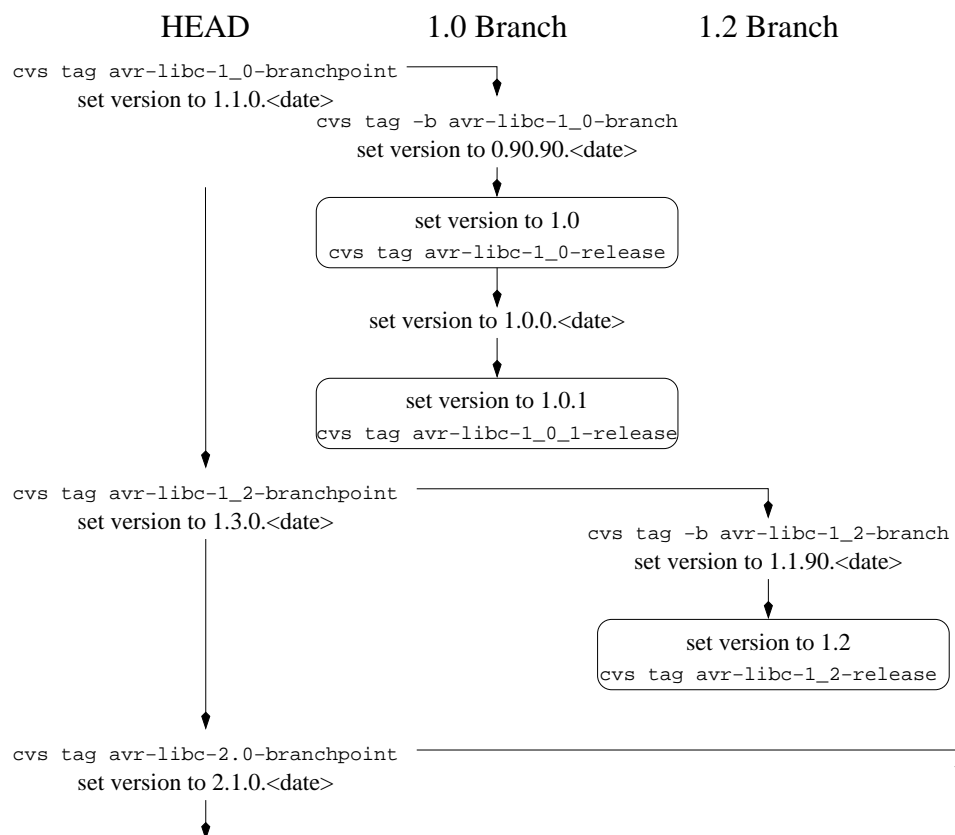 HEAD
1.0 Branch
1.2 Branch
cvs tag avr-libc-1_0-branchpoint
set version to 1.1.0.<date>
cvs tag -b avr-libc-1_0-branch
set version to 0.90.90.<date>
set version to 1.0
cvs tag avr-libc-1_0-release
set version to 1.0.0.<date>
set version to 1.0.1
cvs tag avr-libc-1_0_1-release
cvs tag avr-libc-1_2-branchpoint
set version to 1.3.0.<date>
cvs tag -b avr-libc-1_2-branch
set version to 1.1.90.<date>
set version to 1.2
cvs tag avr-libc-1_2-release
cvs tag avr-libc-2.0-branchpoint
set version to 2.1.0.<date>